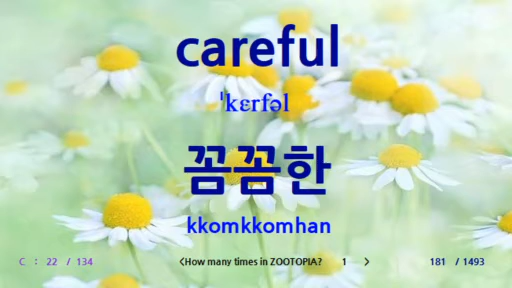 careful
ˈkɛrfəl
꼼꼼한
kkomkkomhan
C : 22 / 134 <How many times in ZOOTOPIA? 1 > 181 / 1493